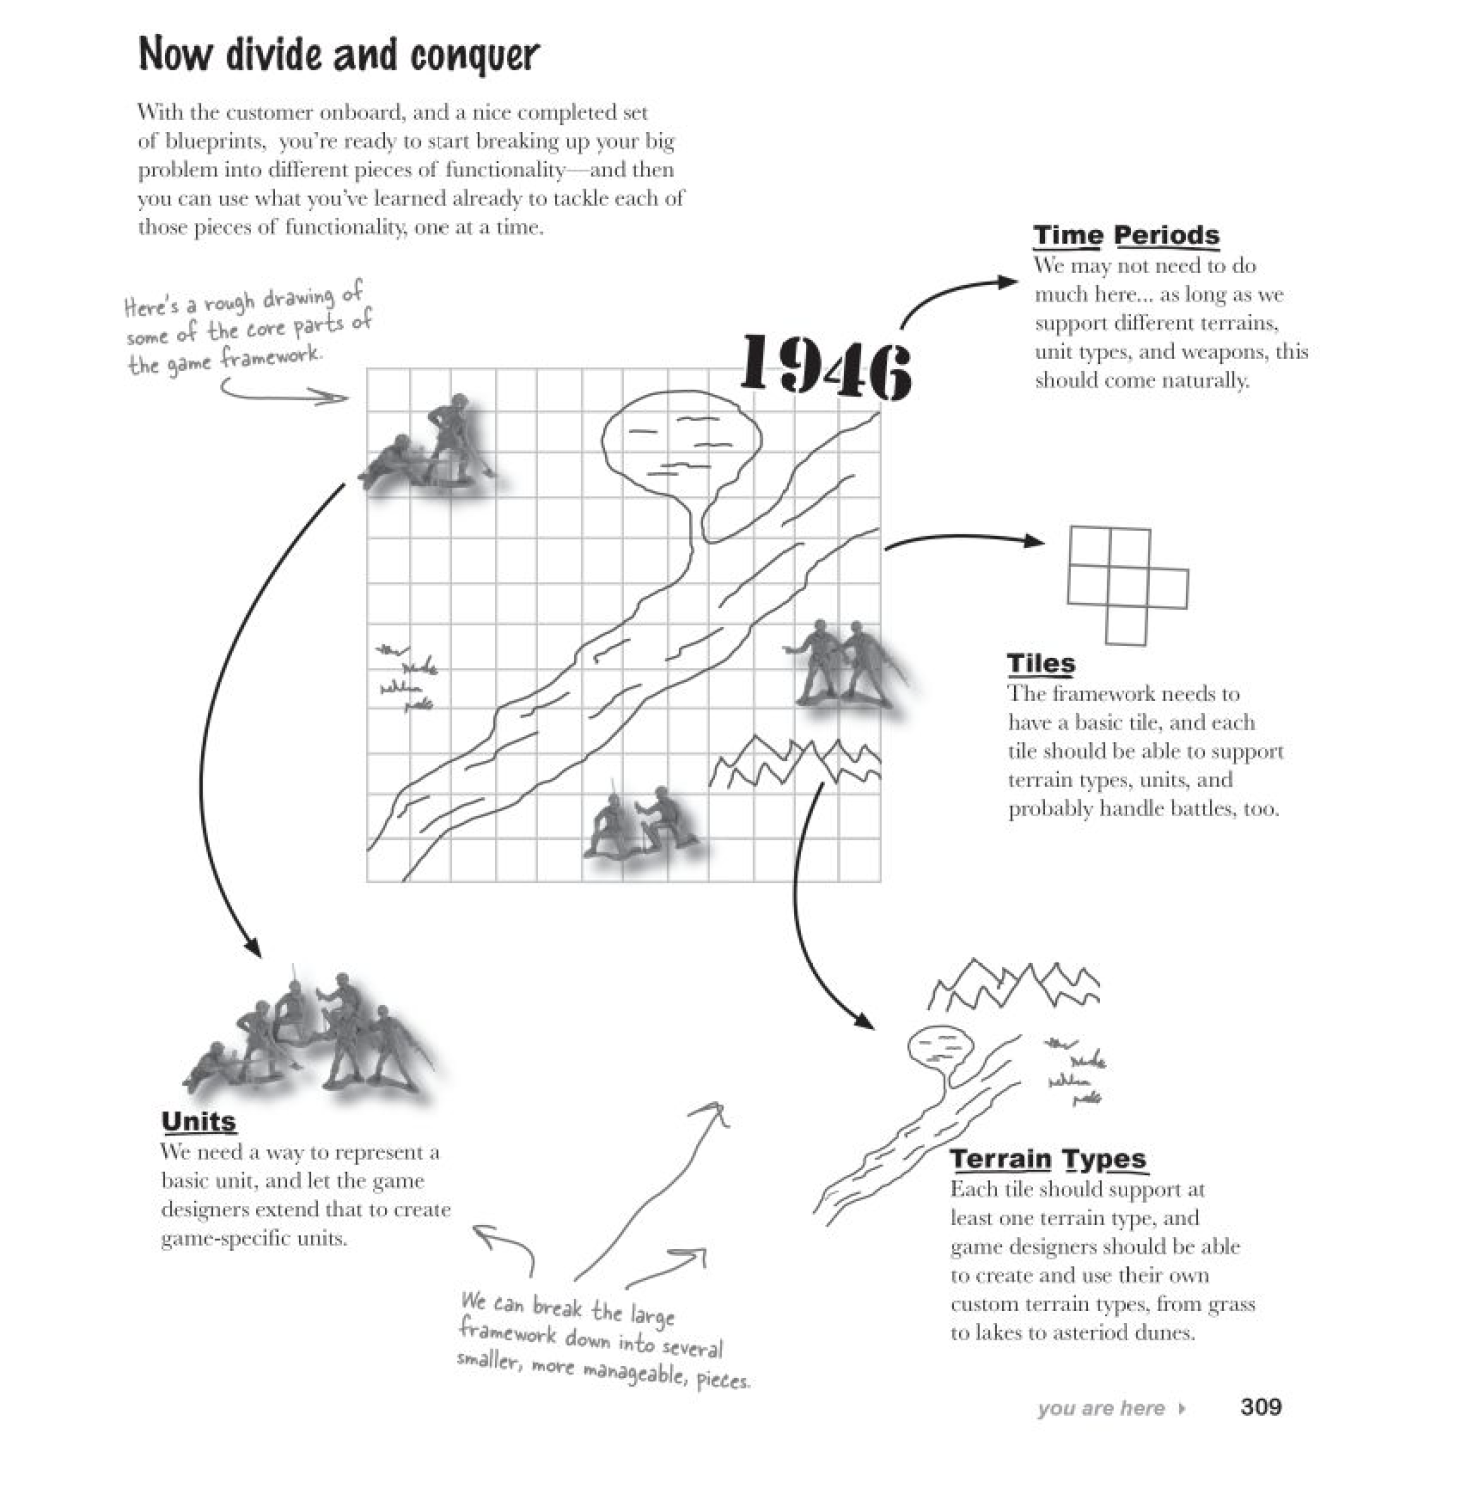 Now divide and conquer
With the customer onboard, and a nice completed set
of blueprints, you're ready to start breaking up your big
problem into different pieces of functionality—and then
you can use what you've learned already to tackle each of
those pieces of functionality, one at a time.
Here's a rough drawing of
some of the core parts of
the game framework.
1946
Time Periods
We may not need to do
much here... as long as we
support different terrains,
unit types, and weapons, this
should come naturally.
Tiles
The framework needs to
have a basic tile, and each
tile should be able to support
terrain types, units, and
probably handle battles, too.
Units
We need a way to represent a
basic unit, and let the game
designers extend that to create
game-specific units.
Terrain Types
Each tile should support at
least one terrain type, and
game designers should be able
to create and use their own
custom terrain types, from grass
to lakes to asteriod dunes.
We can break the large
framework down into several
smaller, more manageable, pieces.
you are here
309